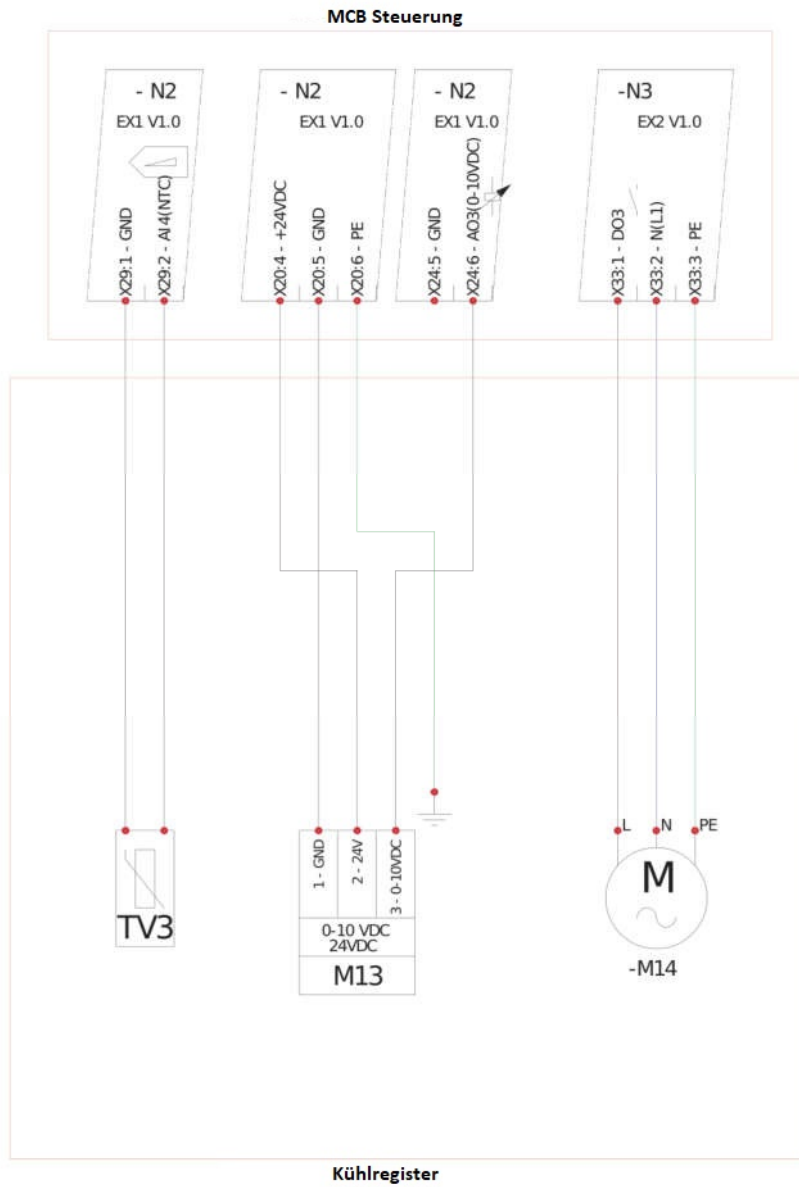 MCB Steuerung
- N2
EX1 V1.0
X29:1 - GND
X29:2 - AI4(NTC)
- N2
EX1 V1.0
X20:4 - +24VDC
X20:5 - GND
X20:6 - PE
- N2
EX1 V1.0
X24:5 - GND
X24:6 - AO3(0-10VDC)
-N3
EX2 V1.0
X33:1 - DO3
X33:2 - N(L1)
X33:3 - PE
TV3
1 - GND
2 - 24V
3 - 0-10VDC
0-10 VDC
24VDC
M13
L
N
PE
M
-M14
Kühlregister